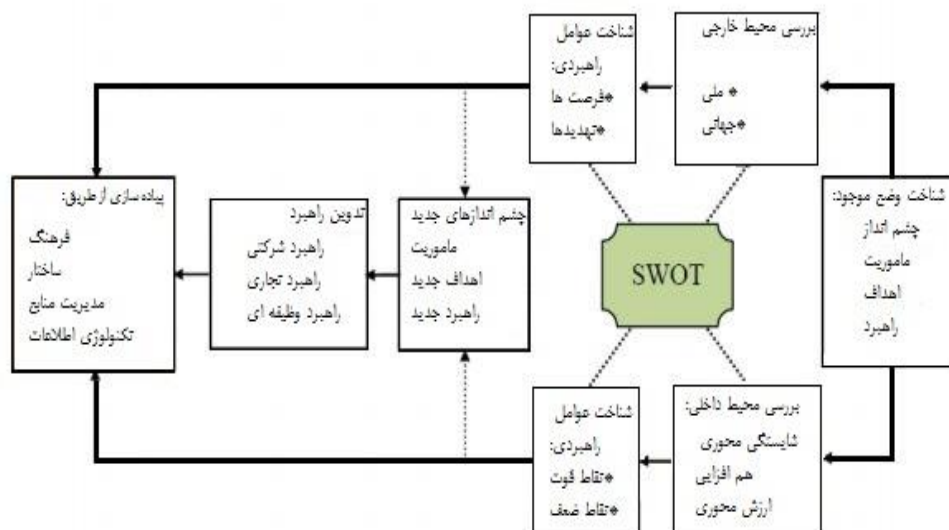 شناخت وضع موجود:
چشم انداز
ماموریت
اهداف
راهبرد
بررسی محیط خارجی
* ملی
*جهانی
شناخت عوامل
راهبردی:
*فرصت ها
*تهدیدها
SWOT
بررسی محیط داخلی:
شایستگی محوری
هم افزایی
ارزش محوری
شناخت عوامل
راهبردی:
*نقاط قوت
*نقاط ضعف
چشم اندازهای جدید
ماموریت
اهداف جدید
راهبرد جدید
تدوین راهبرد
راهبرد شرکتی
راهبرد تجاری
راهبرد وظیفه ای
پیاده سازی از طریق:
فرهنگ
ساختار
مدیریت منابع
تکنولوژی اطلاعات